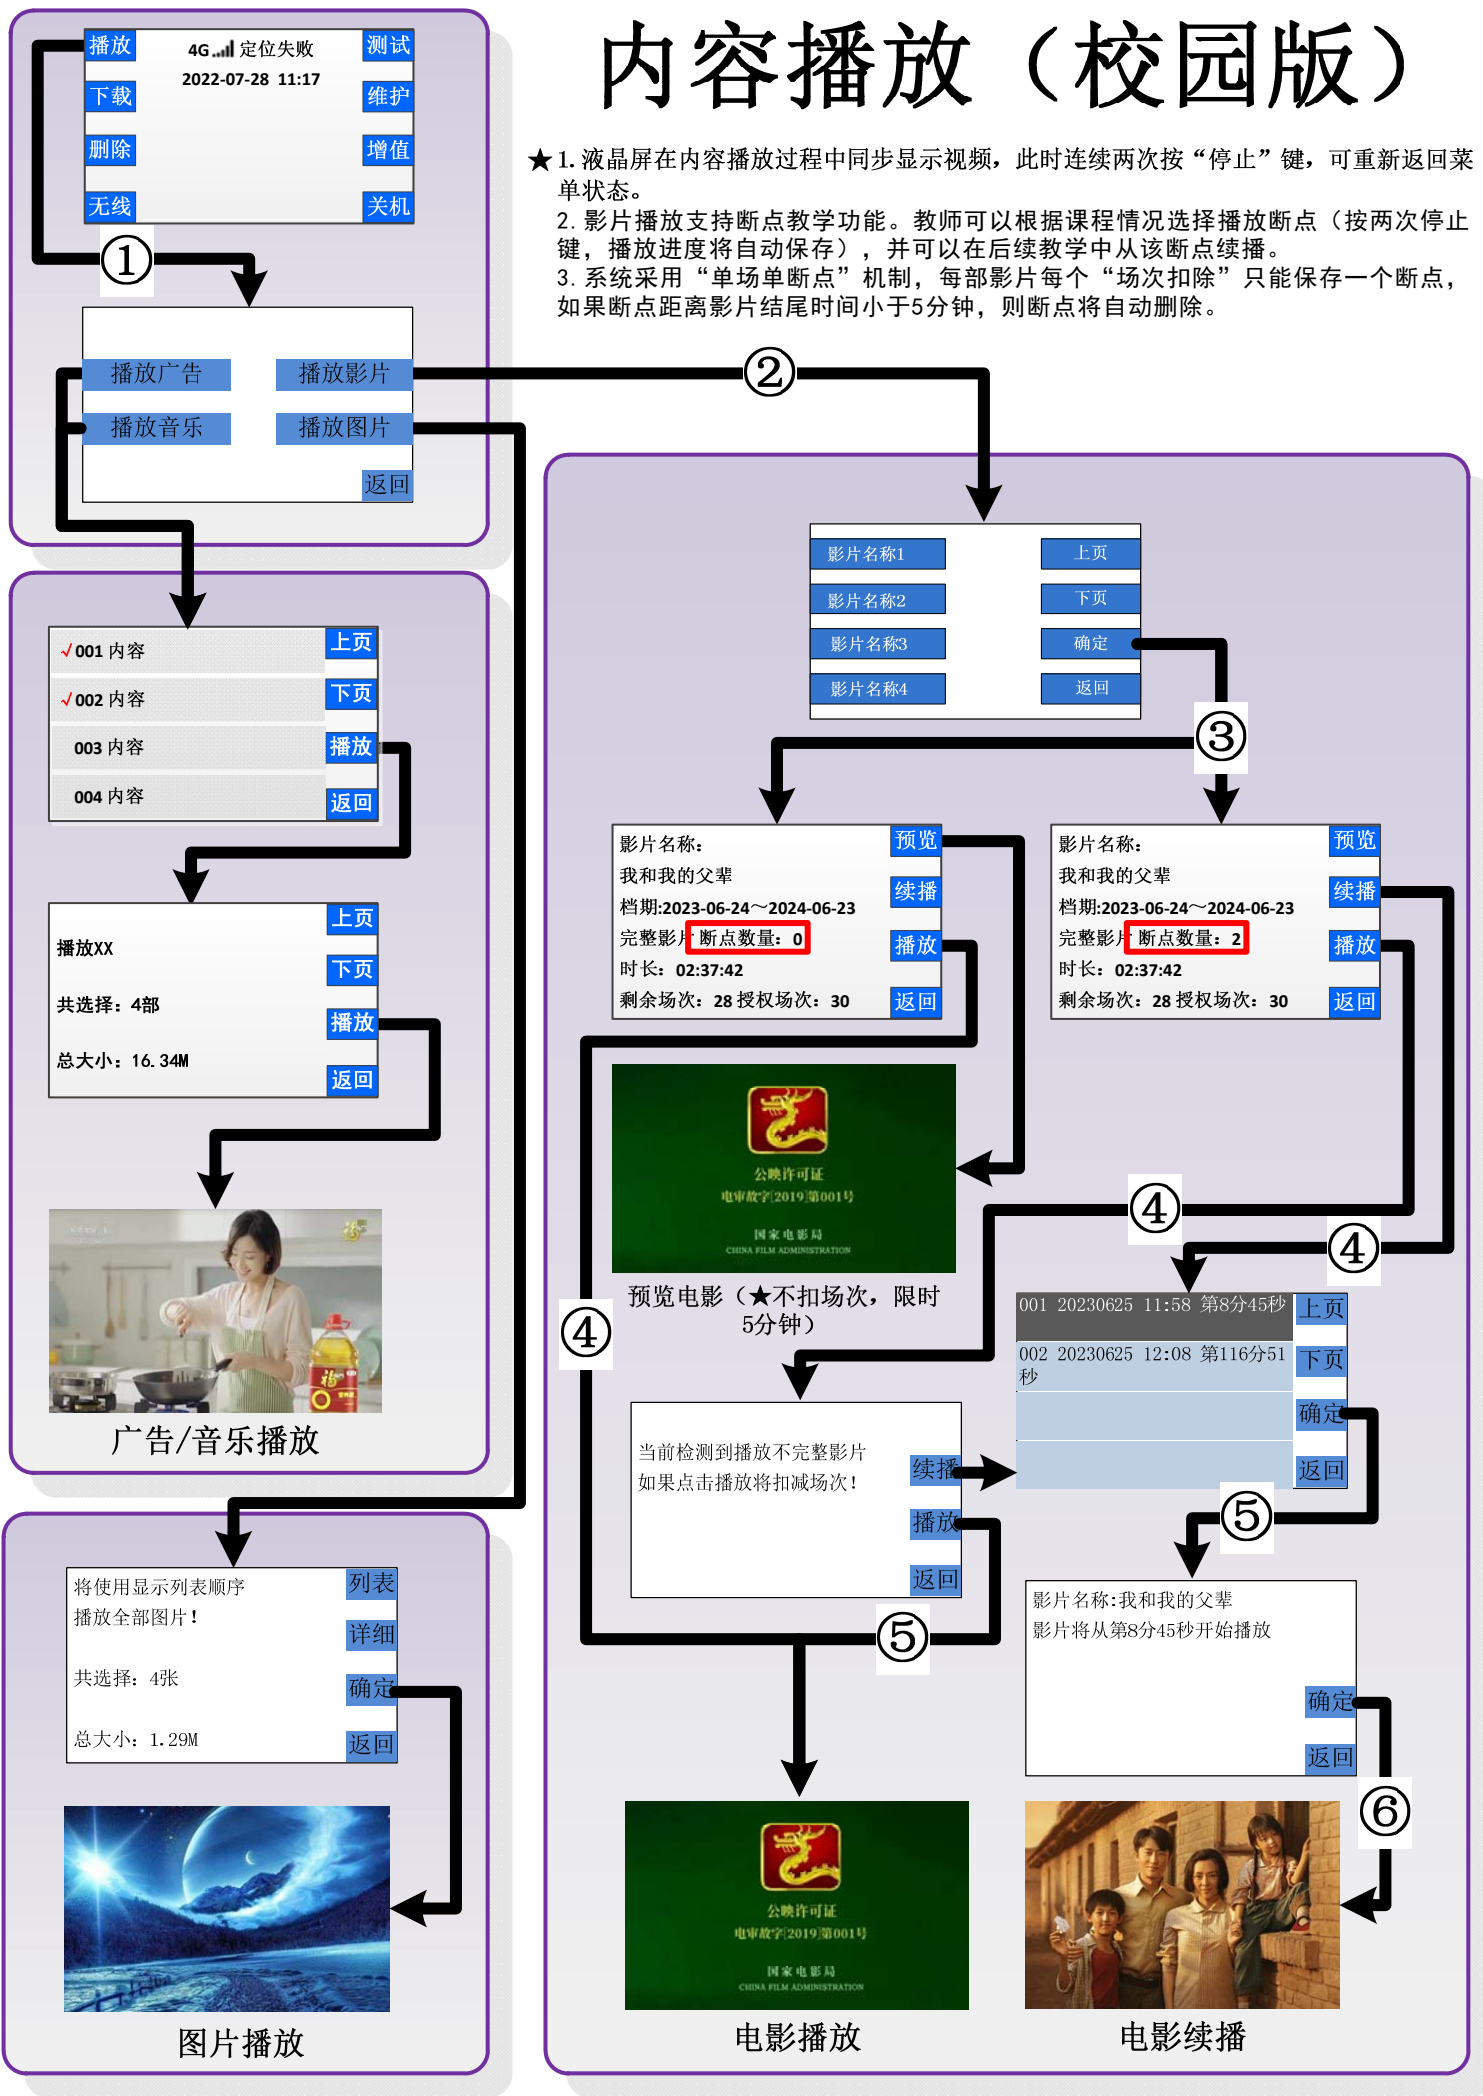 内容播放（校园版）
★1.液晶屏在内容播放过程中同步显示视频，此时连续两次按“停止”键，可重新返回菜
单状态。
2.影片播放支持断点教学功能。教师可以根据课程情况选择播放断点（按两次停止
键，播放进度将自动保存），并可以在后续教学中从该断点续播。
3.系统采用“单场单断点”机制，每部影片每个“场次扣除”只能保存一个断点，
如果断点距离影片结尾时间小于5分钟，则断点将自动删除。
播放
4G 定位失败
测试
2022-07-28 11:17
下载
维护
删除
增值
无线
关机
①
播放广告
播放影片
播放音乐
播放图片
返回
②
√001 内容
上页
√002 内容
下页
003 内容
播放
004 内容
返回
播放XX
上页
下页
共选择：4部
播放
总大小：16.34M
返回
广告/音乐播放
将使用显示列表顺序
列表
播放全部图片！
详细
共选择：4张
确定
总大小：1.29M
返回
图片播放
影片名称1
上页
影片名称2
下页
影片名称3
确定
影片名称4
返回
③
影片名称：
预览
我和我的父辈
续播
档期:2023-06-24～2024-06-23
完整影片 断点数量：0
播放
时长：02:37:42
剩余场次：28 授权场次：30
返回
影片名称：
预览
我和我的父辈
续播
档期:2023-06-24～2024-06-23
完整影片 断点数量：2
播放
时长：02:37:42
剩余场次：28 授权场次：30
返回
公映许可证
电审故字[2019]第001号
国家电影局
CHINA FILM ADMINISTRATION
预览电影（★不扣场次，限时
5分钟）
④
④
④
001 20230625 11:58 第8分45秒
上页
002 20230625 12:08 第116分51
秒
下页
确定
返回
当前检测到播放不完整影片
如果点击播放将扣减场次！
续播
播放
返回
⑤
⑤
影片名称:我和我的父辈
影片将从第8分45秒开始播放
确定
返回
⑥
公映许可证
电审故字[2019]第001号
国家电影局
CHINA FILM ADMINISTRATION
电影播放
电影续播